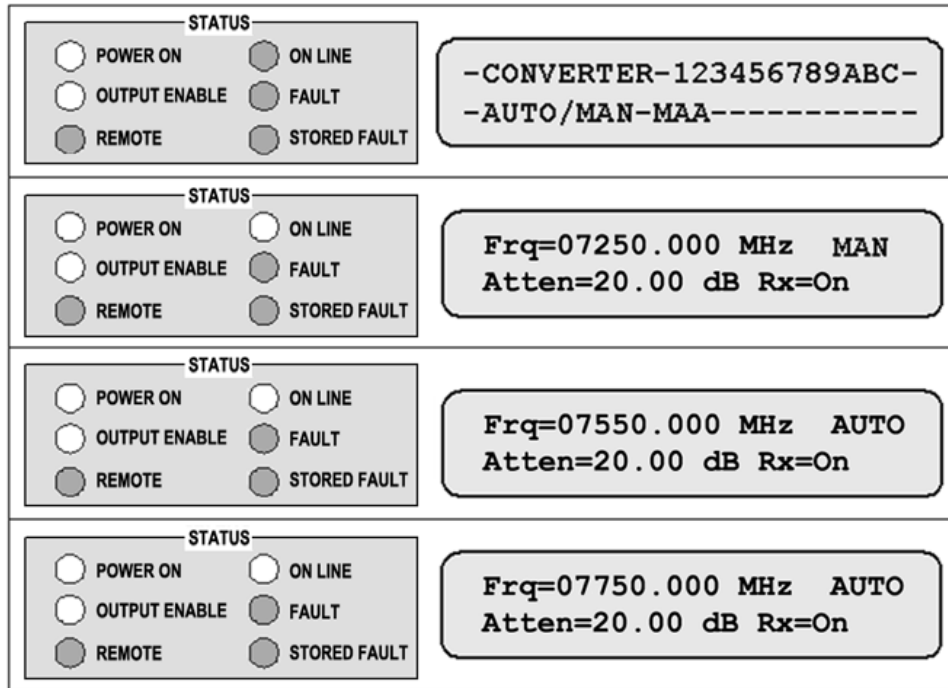 STATUS
POWER ON ON LINE
OUTPUT ENABLE FAULT
REMOTE STORED FAULT
-CONVERTER-123456789ABC-
-AUTO/MAN-MAA-----------
STATUS
POWER ON ON LINE
OUTPUT ENABLE FAULT
REMOTE STORED FAULT
Frq=07250.000 MHz MAN
Atten=20.00 dB Rx=On
STATUS
POWER ON ON LINE
OUTPUT ENABLE FAULT
REMOTE STORED FAULT
Frq=07550.000 MHz AUTO
Atten=20.00 dB Rx=On
STATUS
POWER ON ON LINE
OUTPUT ENABLE FAULT
REMOTE STORED FAULT
Frq=07750.000 MHz AUTO
Atten=20.00 dB Rx=On